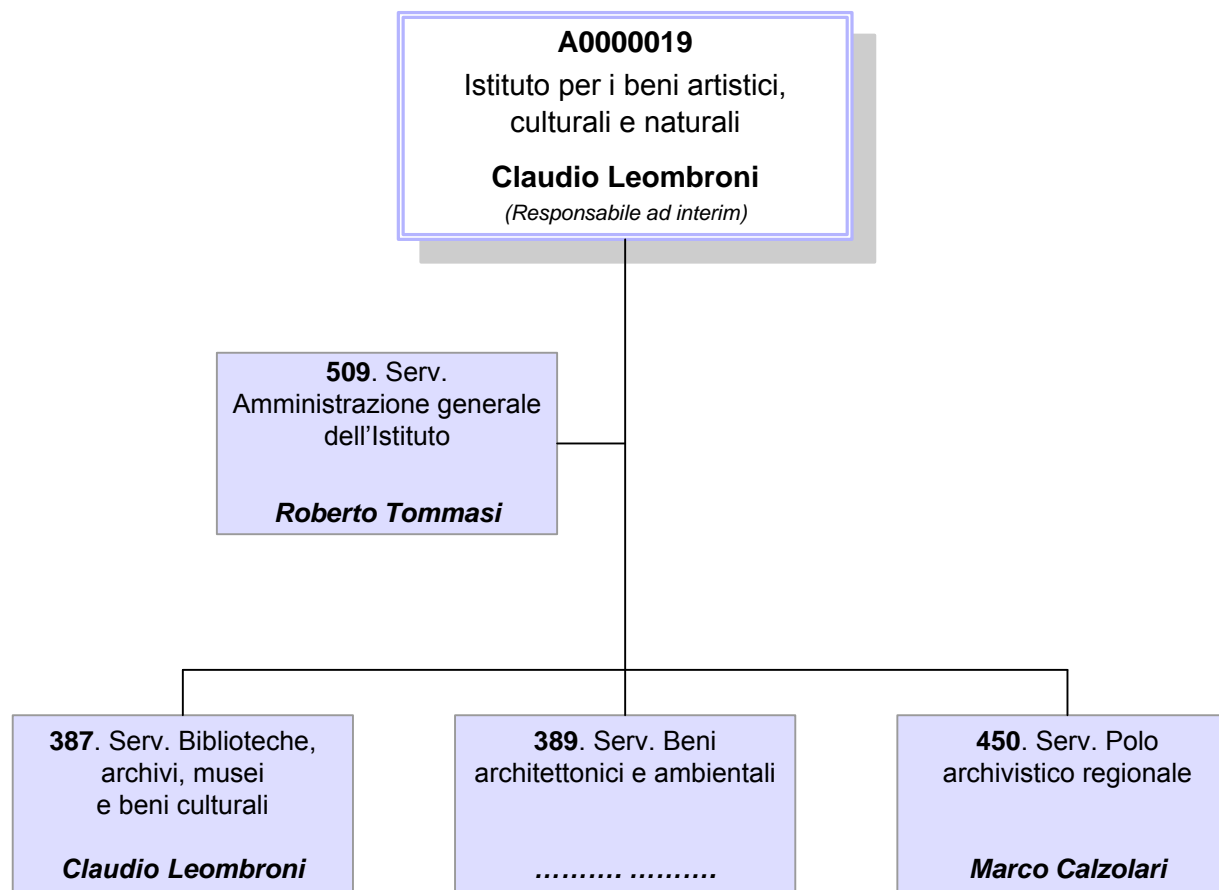 A0000019
Istituto per i beni artistici,
culturali e naturali
Claudio Leombroni
(Responsabile ad interim)
509. Serv.
Amministrazione generale
dell’Istituto
Roberto Tommasi
387. Serv. Biblioteche,
archivi, musei
e beni culturali
Claudio Leombroni
389. Serv. Beni
architettonici e ambientali
………. ……….
450. Serv. Polo
archivistico regionale
Marco Calzolari